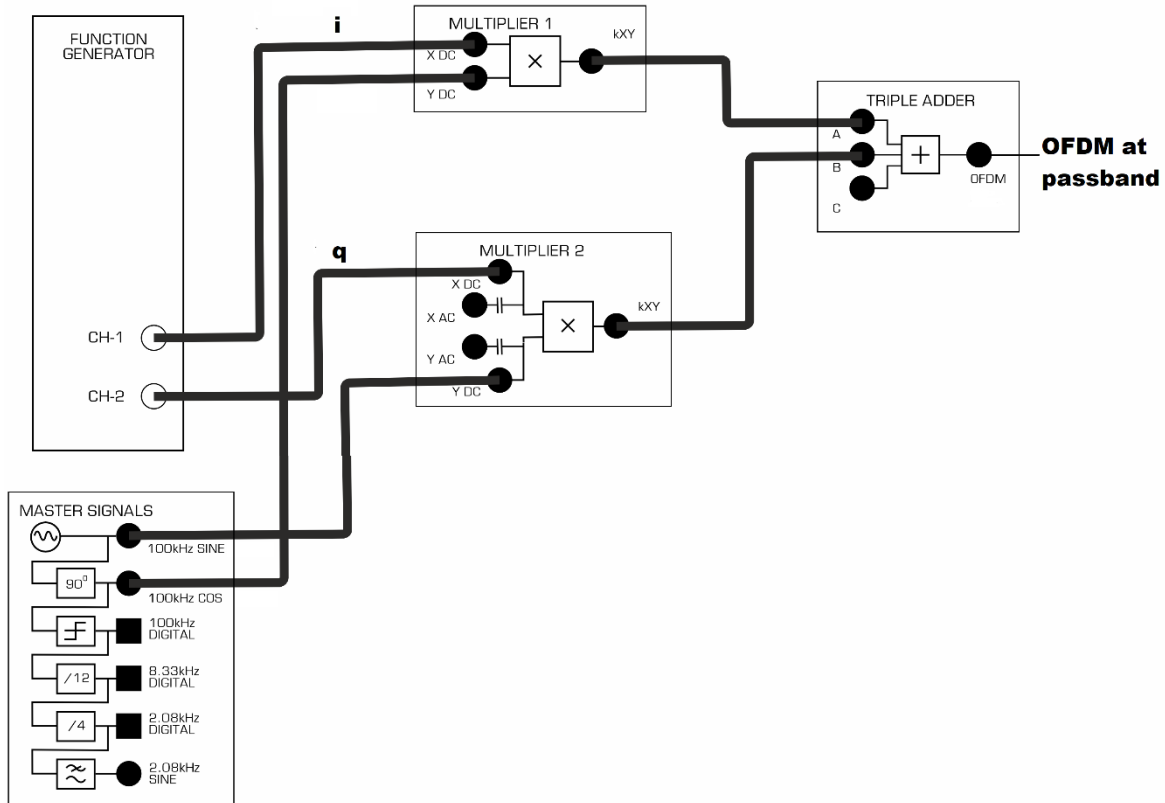 FUNCTION
GENERATOR
CH-1
CH-2
i
q
MULTIPLIER 1
X DC
Y DC
kXY
×
MULTIPLIER 2
X DC
X AC
Y AC
Y DC
kXY
×
TRIPLE ADDER
A
B
C
+
OFDM
OFDM at
passband
MASTER SIGNALS
100kHz SINE
90°
100kHz COS
100kHz
DIGITAL
/12
8.33kHz
DIGITAL
/4
2.08kHz
DIGITAL
2.08kHz
SINE